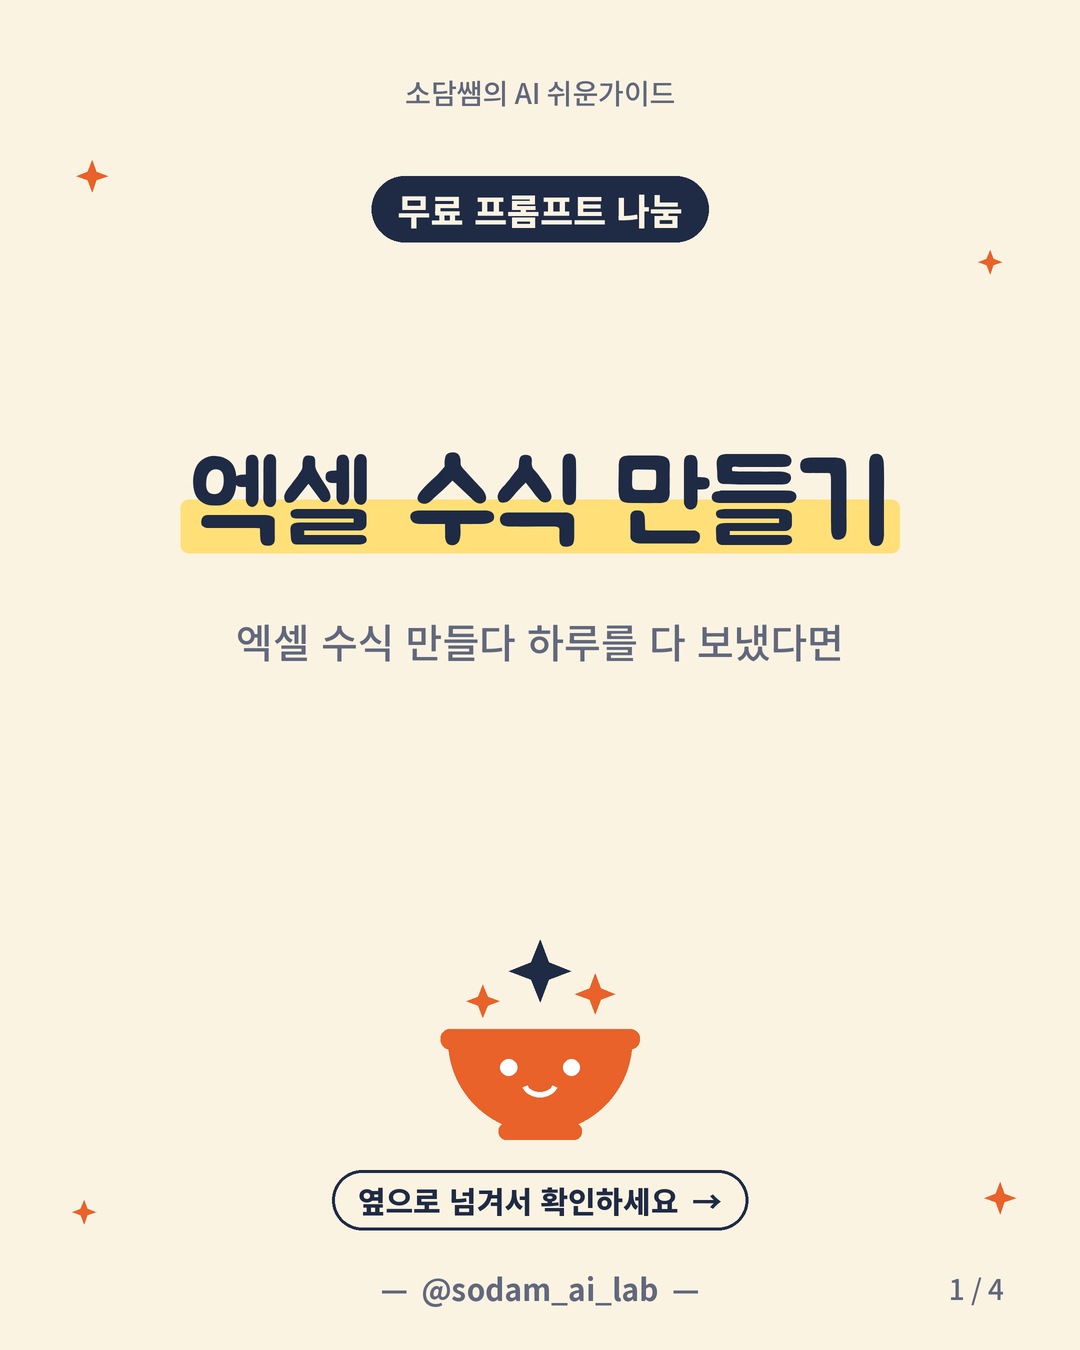 소담쌤의 AI 쉬운가이드
무료 프롬프트 나눔
엑셀 수식 만들기
엑셀 수식 만들다 하루를 다 보냈다면
옆으로 넘겨서 확인하세요 →
— @sodam_ai_lab —
1 / 4